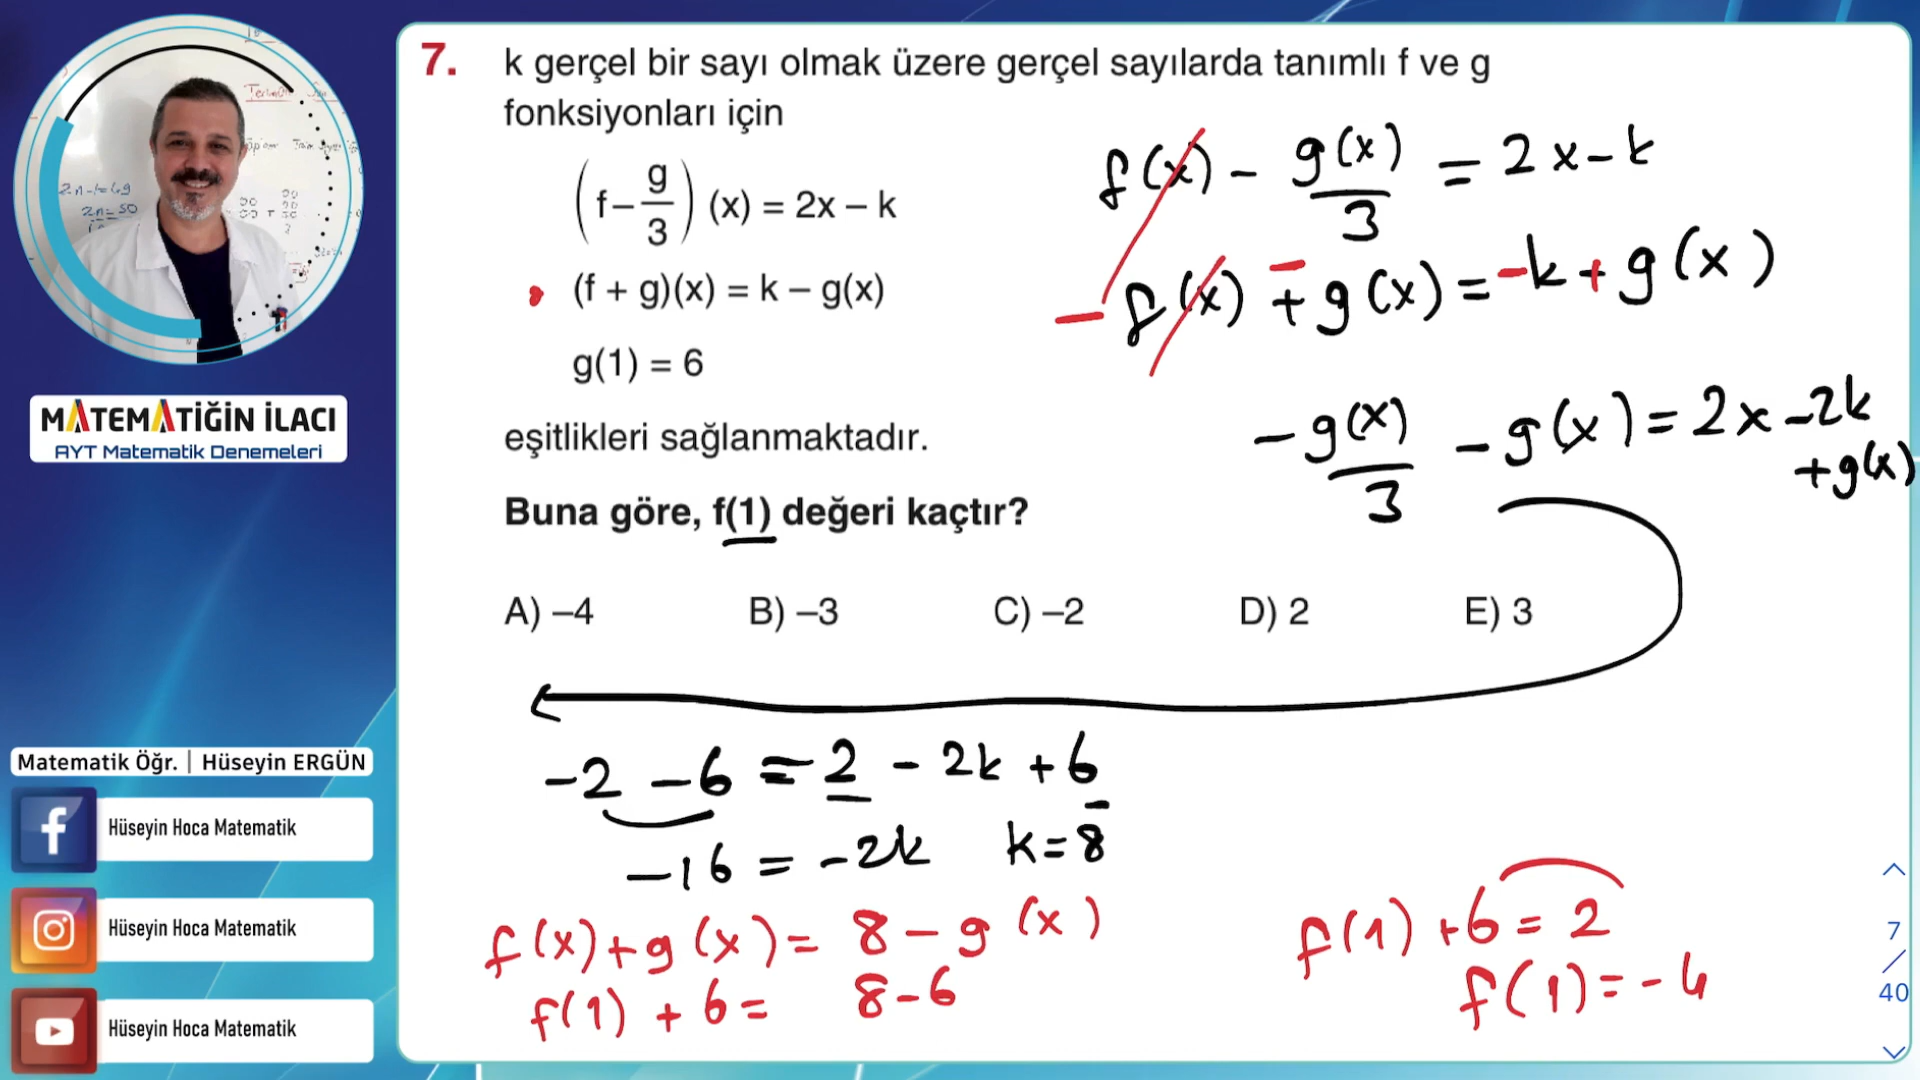 7. k gerçel bir sayı olmak üzere gerçel sayılarda tanımlı f ve g
fonksiyonları için
(f–g/3)(x) = 2x – k
(f + g)(x) = k – g(x)
g(1) = 6
eşitlikleri sağlanmaktadır.
Buna göre, f(1) değeri kaçtır?
A) –4 B) –3 C) –2 D) 2 E) 3
f(x) - g(x)/3 = 2x-k
- f(x) -+ g(x) = -k + g(x)
-g(x)/3 - g(x) = 2x -2k
+g(x)
-2 -6 = 2 - 2k + 6
-16 = -2k k=8
f(x)+g(x) = 8 - g(x)
f(1) + 6 = 8-6
f(1) +6 = 2
f(1) = -4
MATEMATİĞİN İLACI
AYT Matematik Denemeleri
Matematik Öğr. | Hüseyin ERGÜN
Hüseyin Hoca Matematik
Hüseyin Hoca Matematik
Hüseyin Hoca Matematik
7
/
40
2n=50